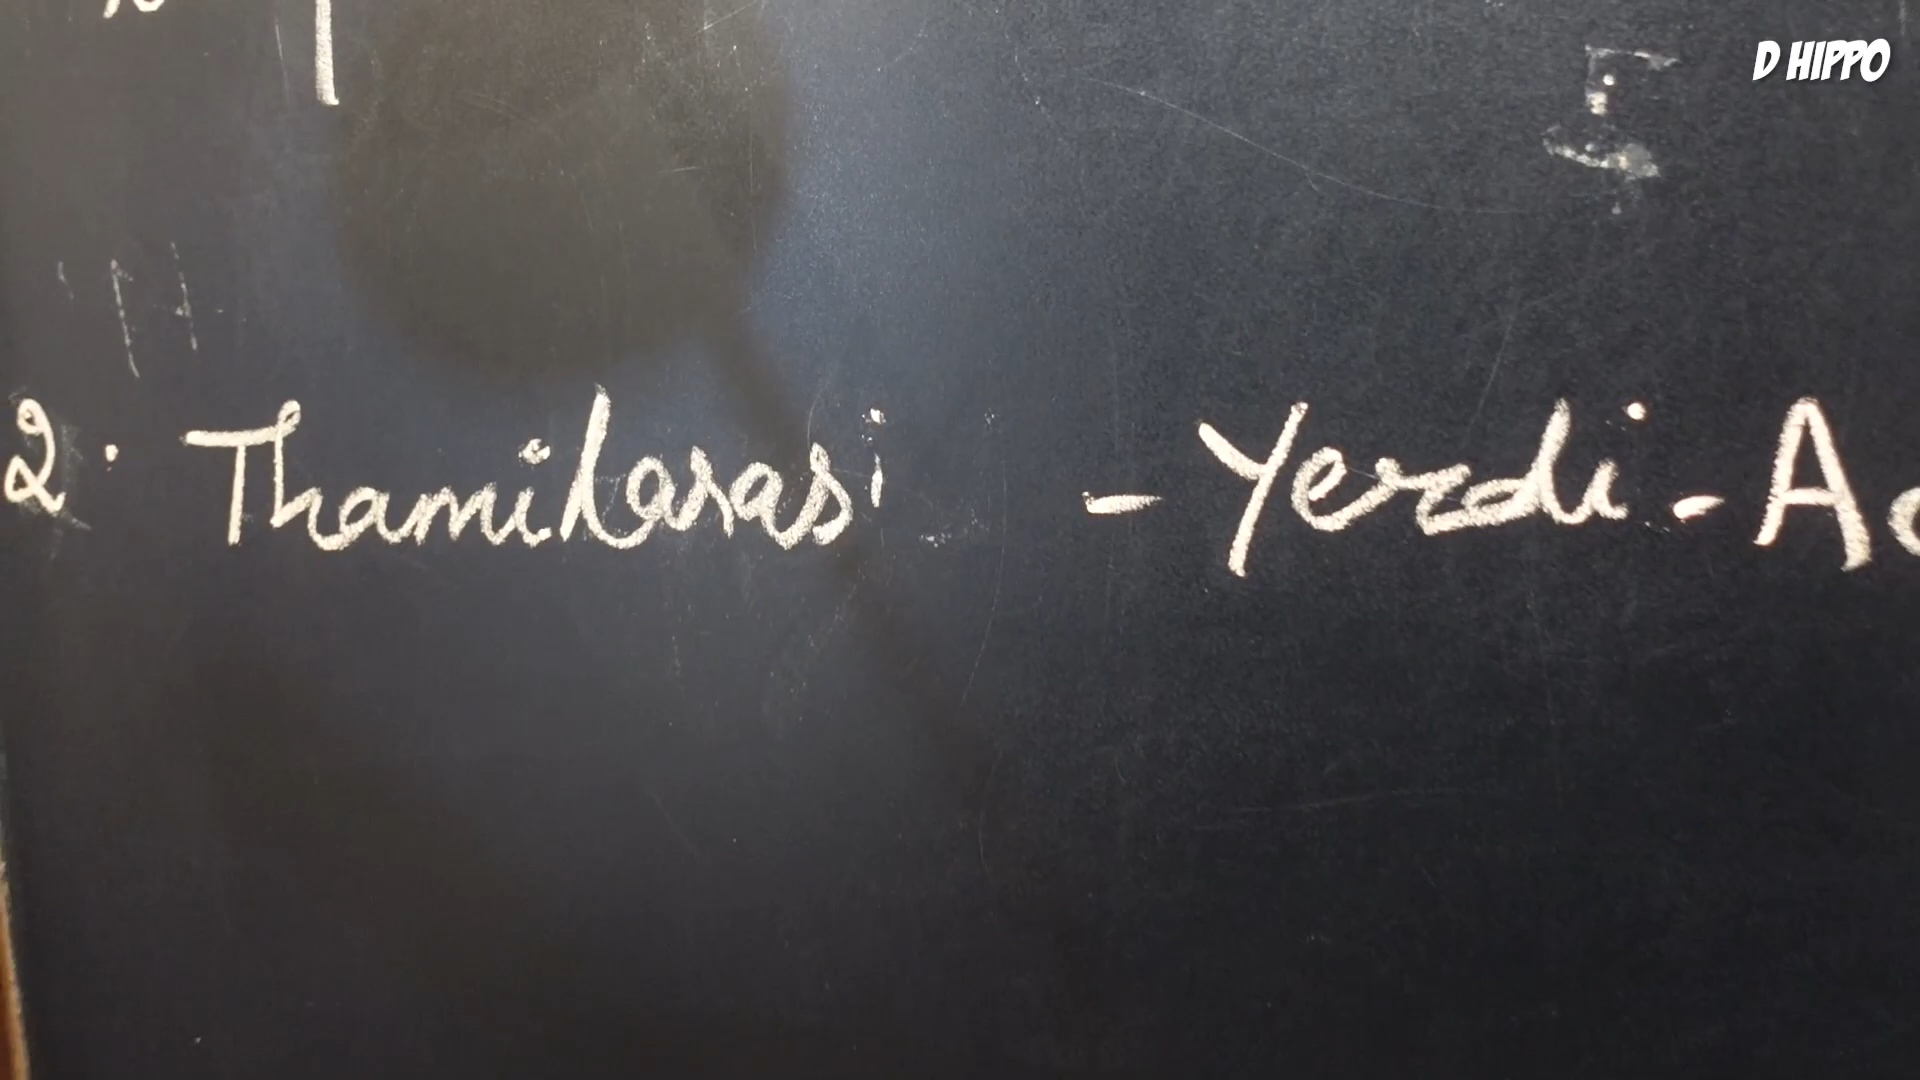 D HIPPO
2. Thamilarasi - Yerdi - A